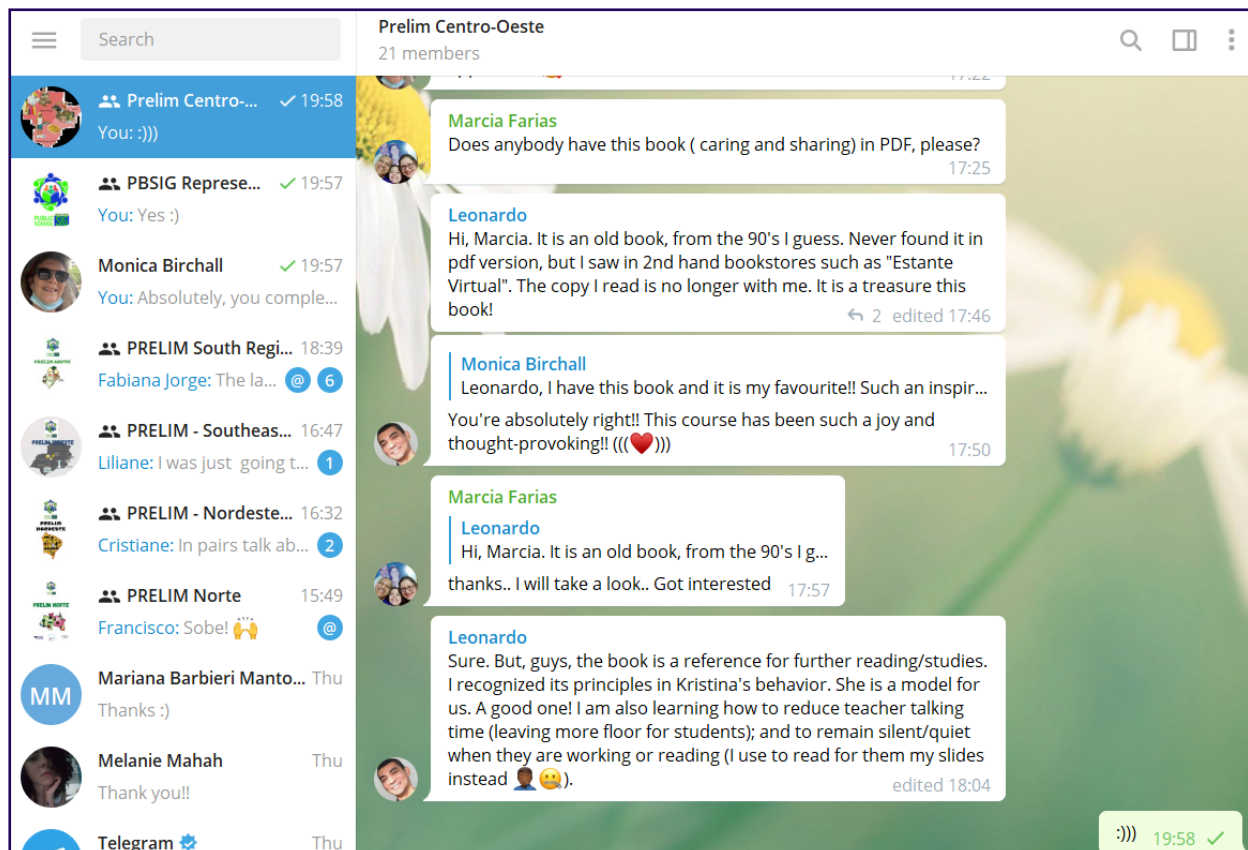 Search
Prelim Centro-... 19:58
You: :)))
PBSIG Represe... 19:57
You: Yes :)
Monica Birchall 19:57
You: Absolutely, you comple...
PRELIM South Regi... 18:39
Fabiana Jorge: The la... @ 6
PRELIM - Southeas... 16:47
Liliane: I was just going t... 1
PRELIM - Nordeste... 16:32
Cristiane: In pairs talk ab... 2
PRELIM Norte 15:49
Francisco: Sobe! 🙌 @
MM
Mariana Barbieri Manto... Thu
Thanks :)
Melanie Mahah Thu
Thank you!!
Telegram Thu
Prelim Centro-Oeste
21 members
17:22
Marcia Farias
Does anybody have this book ( caring and sharing) in PDF, please?
17:25
Leonardo
Hi, Marcia. It is an old book, from the 90's I guess. Never found it in
pdf version, but I saw in 2nd hand bookstores such as "Estante
Virtual". The copy I read is no longer with me. It is a treasure this
book!
2 edited 17:46
Monica Birchall
Leonardo, I have this book and it is my favourite!! Such an inspir...
You're absolutely right!! This course has been such a joy and
thought-provoking!! (((♥)))
17:50
Marcia Farias
Leonardo
Hi, Marcia. It is an old book, from the 90's I g...
thanks.. I will take a look.. Got interested 17:57
Leonardo
Sure. But, guys, the book is a reference for further reading/studies.
I recognized its principles in Kristina's behavior. She is a model for
us. A good one! I am also learning how to reduce teacher talking
time (leaving more floor for students); and to remain silent/quiet
when they are working or reading (I use to read for them my slides
instead 🤦🏾‍♂️🤐).
edited 18:04
:))) 19:58